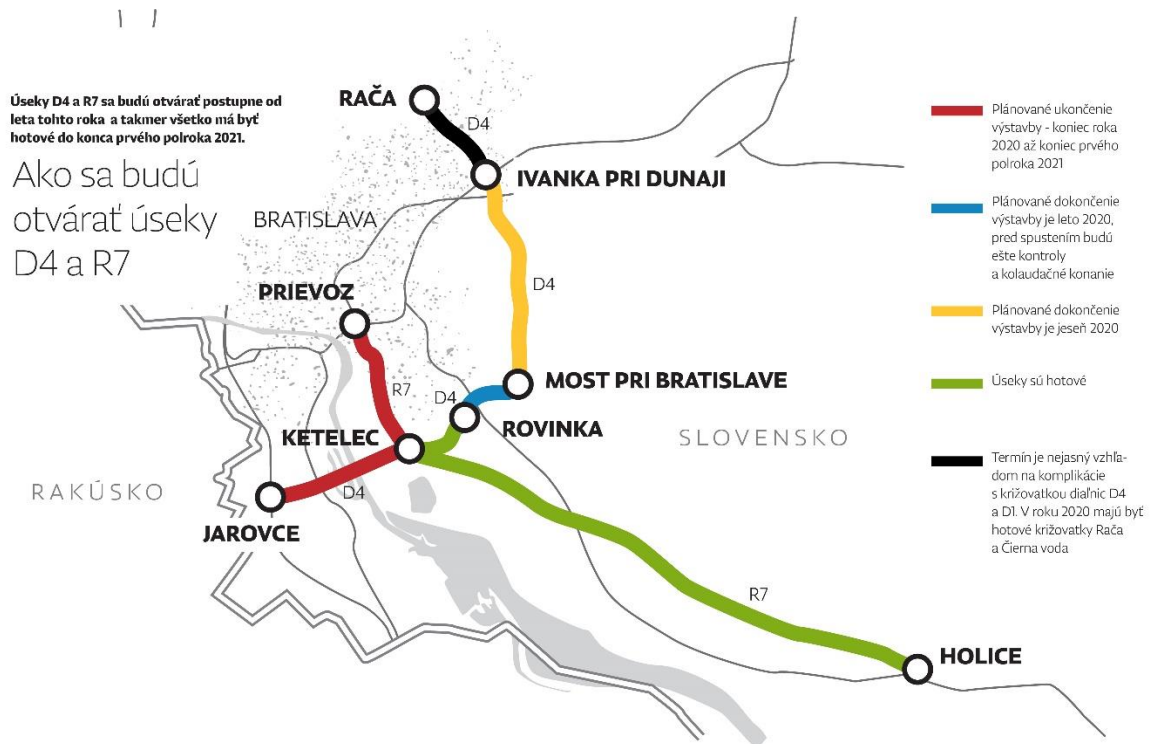 Úseky D4 a R7 sa budú otvárať postupne od
leta tohto roka a takmer všetko má byť
hotové do konca prvého polroka 2021.
Ako sa budú
otvárať úseky
D4 a R7
RAČA
D4
IVANKA PRI DUNAJI
BRATISLAVA
D4
PRIEVOZ
R7
MOST PRI BRATISLAVE
D4
ROVINKA
KETELEC
SLOVENSKO
RAKÚSKO
D4
JAROVCE
R7
HOLICE
Plánované ukončenie
výstavby - koniec roka
2020 až koniec prvého
polroka 2021
Plánované dokončenie
výstavby je leto 2020,
pred spustením budú
ešte kontroly
a kolaudačné konanie
Plánované dokončenie
výstavby je jeseň 2020
Úseky sú hotové
Termín je nejasný vzhľa-
dom na komplikácie
s križovatkou diaľnic D4
a D1. V roku 2020 majú byť
hotové križovatky Rača
a Čierna voda